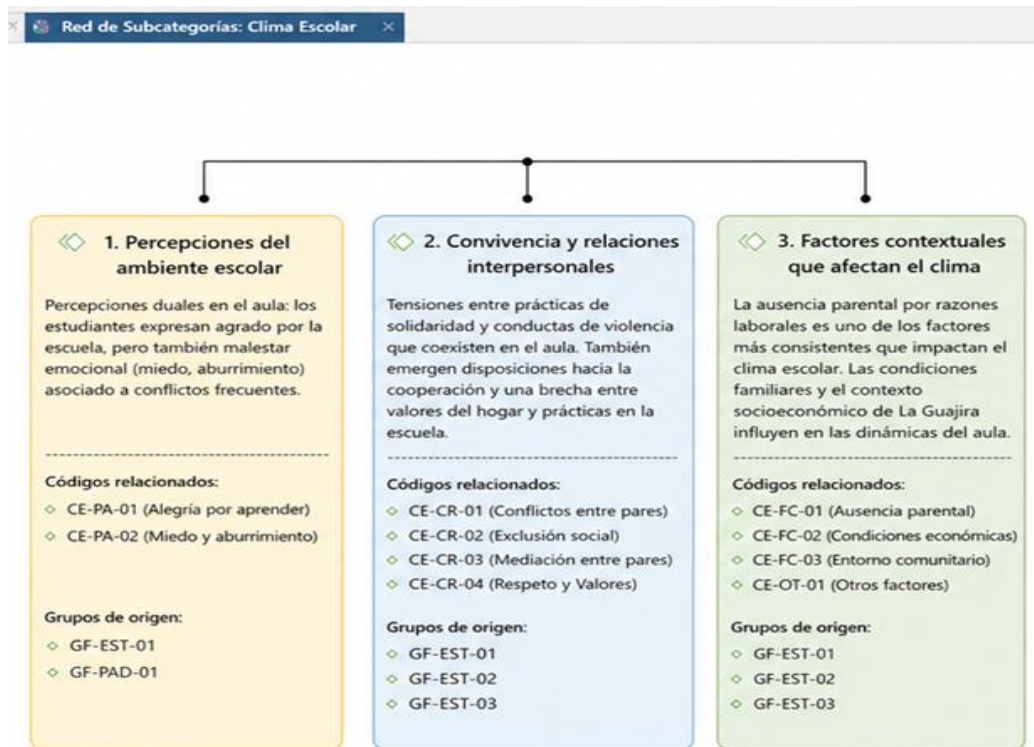 Red de Subcategorías: Clima Escolar
1. Percepciones del
ambiente escolar
Percepciones duales en el aula: los
estudiantes expresan agrado por la
escuela, pero también malestar
emocional (miedo, aburrimiento)
asociado a conflictos frecuentes.
Códigos relacionados:
CE-PA-01 (Alegría por aprender)
CE-PA-02 (Miedo y aburrimiento)
Grupos de origen:
GF-EST-01
GF-PAD-01
2. Convivencia y relaciones
interpersonales
Tensiones entre prácticas de
solidaridad y conductas de violencia
que coexisten en el aula. También
emergen disposiciones hacia la
cooperación y una brecha entre
valores del hogar y prácticas en la
escuela.
Códigos relacionados:
CE-CR-01 (Conflictos entre pares)
CE-CR-02 (Exclusión social)
CE-CR-03 (Mediación entre pares)
CE-CR-04 (Respeto y Valores)
Grupos de origen:
GF-EST-01
GF-EST-02
GF-EST-03
3. Factores contextuales
que afectan el clima
La ausencia parental por razones
laborales es uno de los factores
más consistentes que impactan el
clima escolar. Las condiciones
familiares y el contexto
socioeconómico de La Guajira
influyen en las dinámicas del aula.
Códigos relacionados:
CE-FC-01 (Ausencia parental)
CE-FC-02 (Condiciones económicas)
CE-FC-03 (Entorno comunitario)
CE-OT-01 (Otros factores)
Grupos de origen:
GF-EST-01
GF-EST-02
GF-EST-03